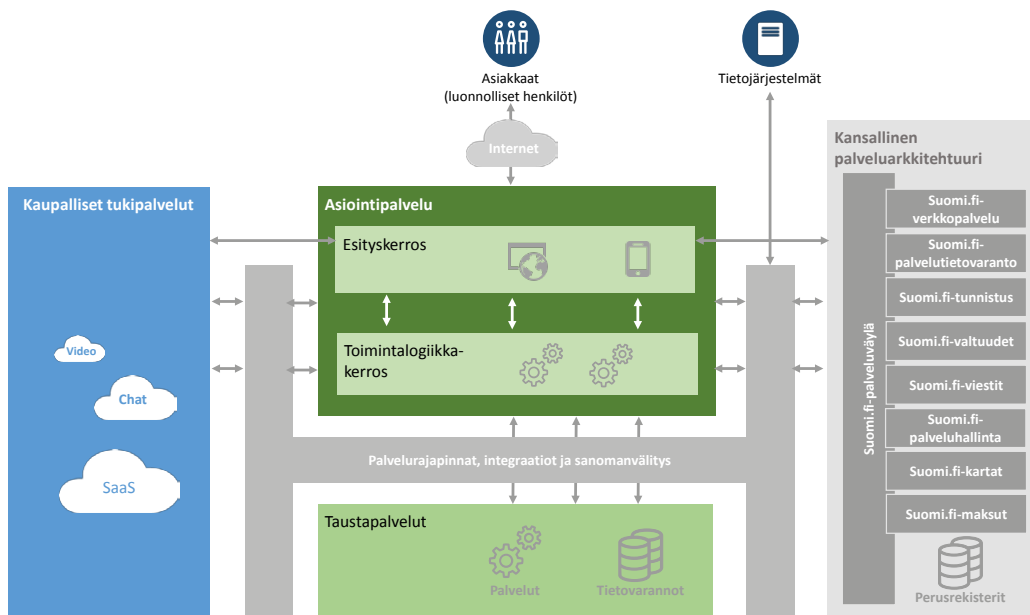 Asiakkaat
(luonnolliset henkilöt)
Tietojärjestelmät
Internet
Kaupalliset tukipalvelut
Video
Chat
SaaS
Asiointipalvelu
Esityskerros
Toimintalogiikka-
kerros
Palvelurajapinnat, integraatiot ja sanomanvälitys
Taustapalvelut
Palvelut
Tietovarannot
Kansallinen
palveluarkkitehtuuri
Suomi.fi-palveluväylä
Suomi.fi-
verkkopalvelu
Suomi.fi-
palvelutietovaranto
Suomi.fi-tunnistus
Suomi.fi-valtuudet
Suomi.fi-viestit
Suomi.fi-
palveluhallinta
Suomi.fi-kartat
Suomi.fi-maksut
Perusrekisterit